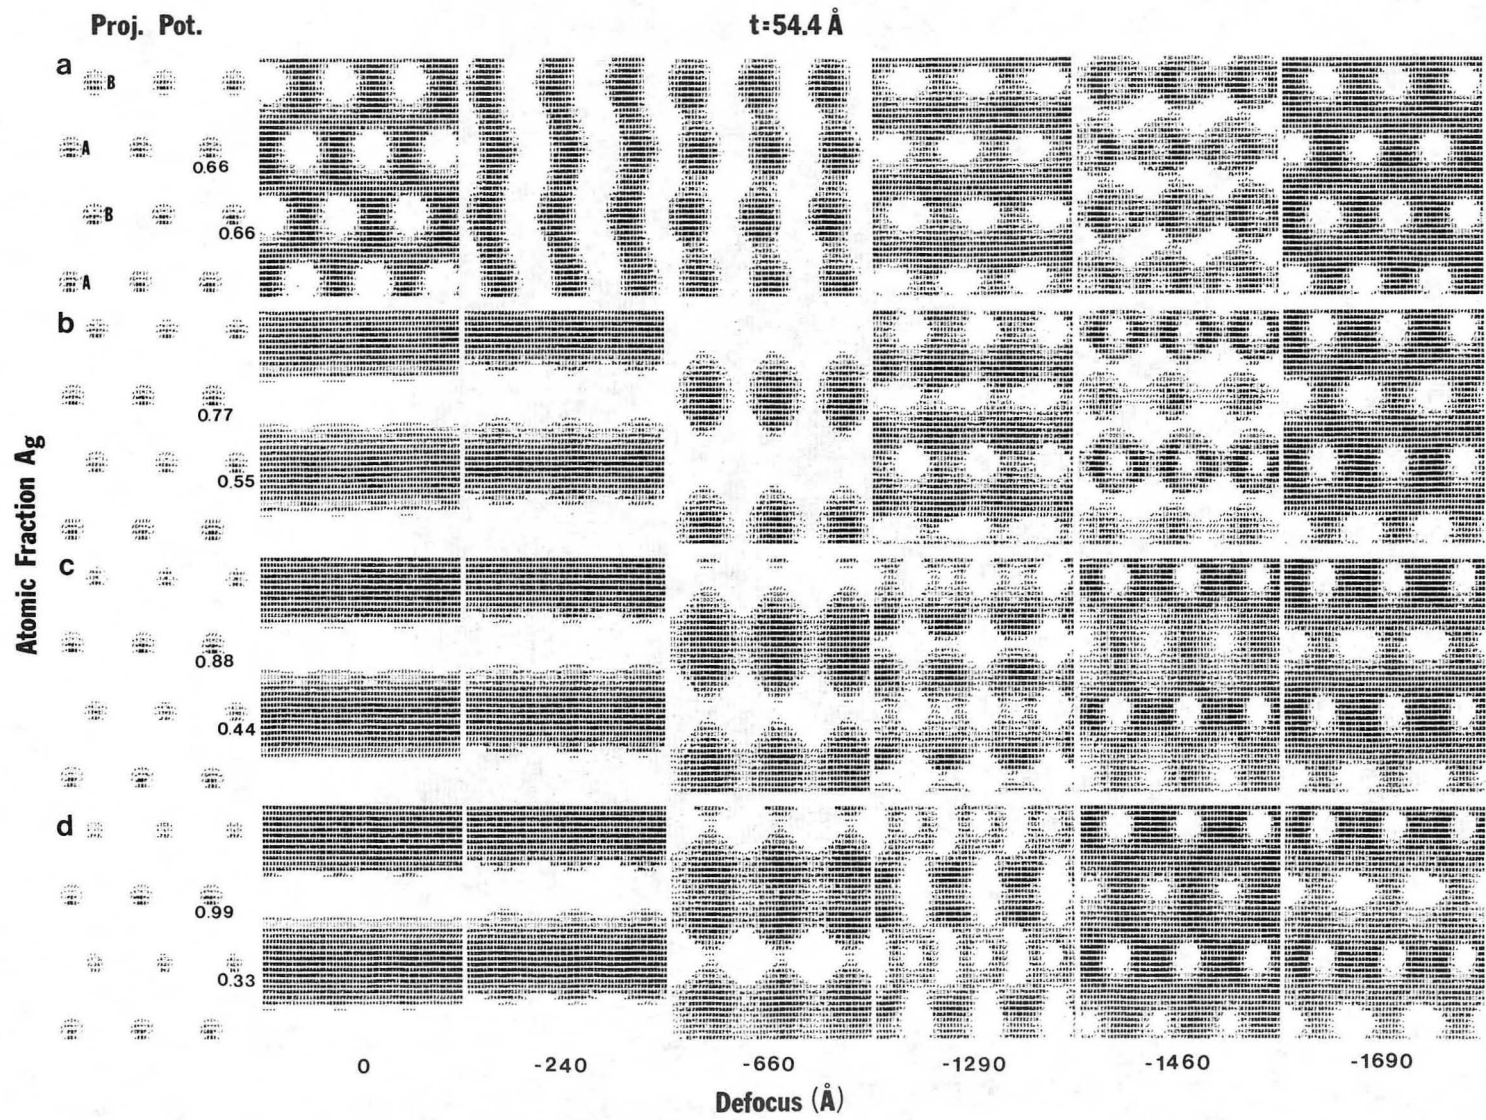 Proj. Pot.
t=54.4 Å
a
B
A
0.66
B
0.66
A
b
0.77
0.55
Atomic Fraction Ag
c
0.88
0.44
d
0.99
0.33
0
-240
-660
-1290
-1460
-1690
Defocus (Å)